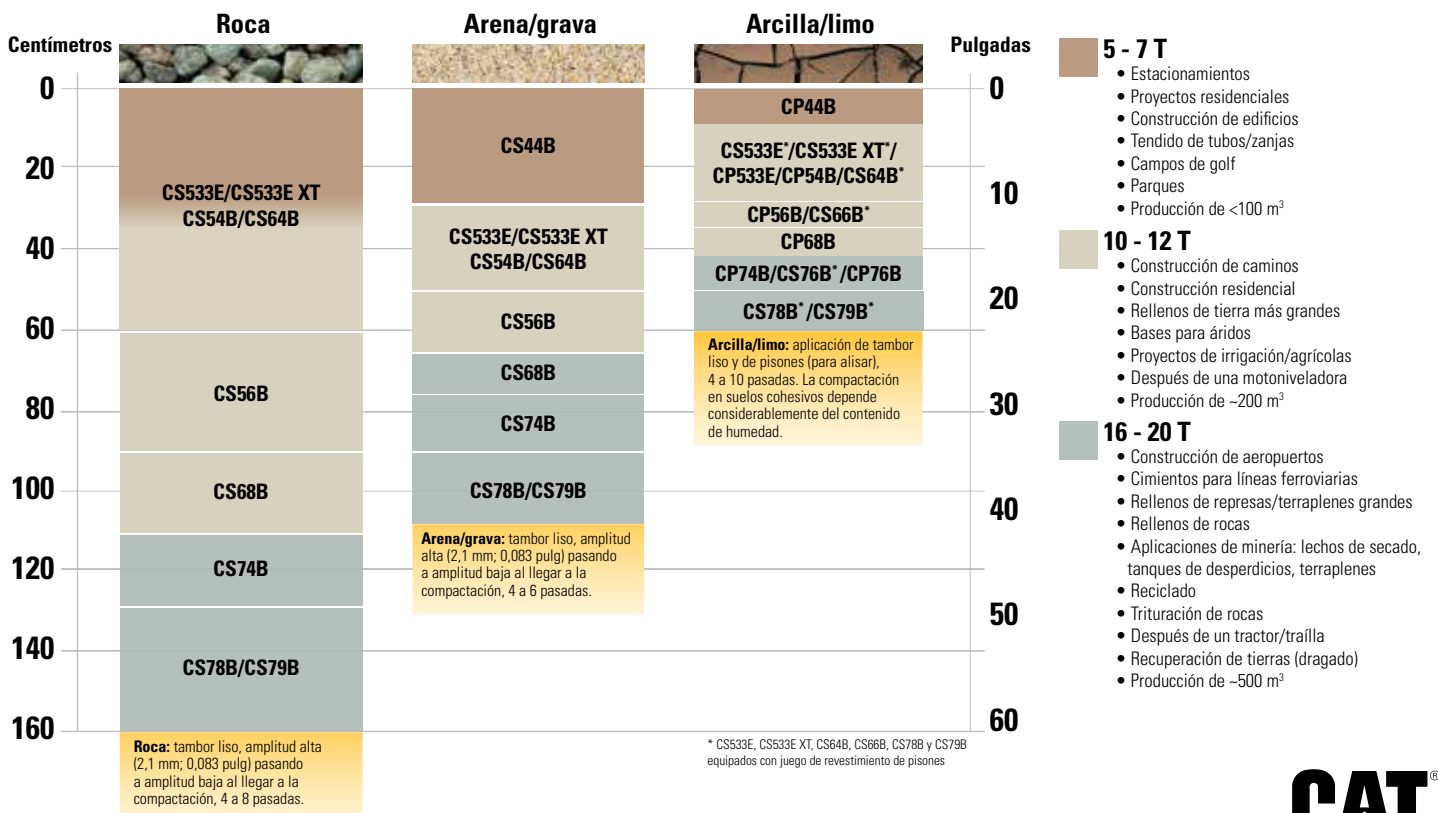 Roca
Arena/grava
Arcilla/limo
Centímetros
Pulgadas
0
20
40
60
80
100
120
140
160
CS533E/CS533E XT
CS54B/CS64B
CS56B
CS68B
CS74B
CS78B/CS79B
Roca: tambor liso, amplitud alta
(2,1 mm; 0,083 pulg) pasando
a amplitud baja al llegar a la
compactación, 4 a 8 pasadas.
CS44B
CS533E/CS533E XT
CS54B/CS64B
CS56B
CS68B
CS74B
CS78B/CS79B
Arena/grava: tambor liso, amplitud
alta (2,1 mm; 0,083 pulg) pasando
a amplitud baja al llegar a la
compactación, 4 a 6 pasadas.
CP44B
CS533E*/CS533E XT*/
CP533E/CP54B/CS64B*
CP56B/CS66B*
CP68B
CP74B/CS76B*/CP76B
CS78B*/CS79B*
Arcilla/limo: aplicación de tambor
liso y de pisones (para alisar),
4 a 10 pasadas. La compactación
en suelos cohesivos depende
considerablemente del contenido
de humedad.
* CS533E, CS533E XT, CS64B, CS66B, CS78B y CS79B
equipados con juego de revestimiento de pisones
0
10
20
30
40
50
60
5 - 7 T
• Estacionamientos
• Proyectos residenciales
• Construcción de edificios
• Tendido de tubos/zanjas
• Campos de golf
• Parques
• Producción de <100 m³
10 - 12 T
• Construcción de caminos
• Construcción residencial
• Rellenos de tierra más grandes
• Bases para áridos
• Proyectos de irrigación/agrícolas
• Después de una motoniveladora
• Producción de ~200 m³
16 - 20 T
• Construcción de aeropuertos
• Cimientos para líneas ferroviarias
• Rellenos de represas/terraplenes grandes
• Rellenos de rocas
• Aplicaciones de minería: lechos de secado,
tanques de desperdicios, terraplenes
• Reciclado
• Trituración de rocas
• Después de un tractor/traílla
• Recuperación de tierras (dragado)
• Producción de ~500 m³
CAT®